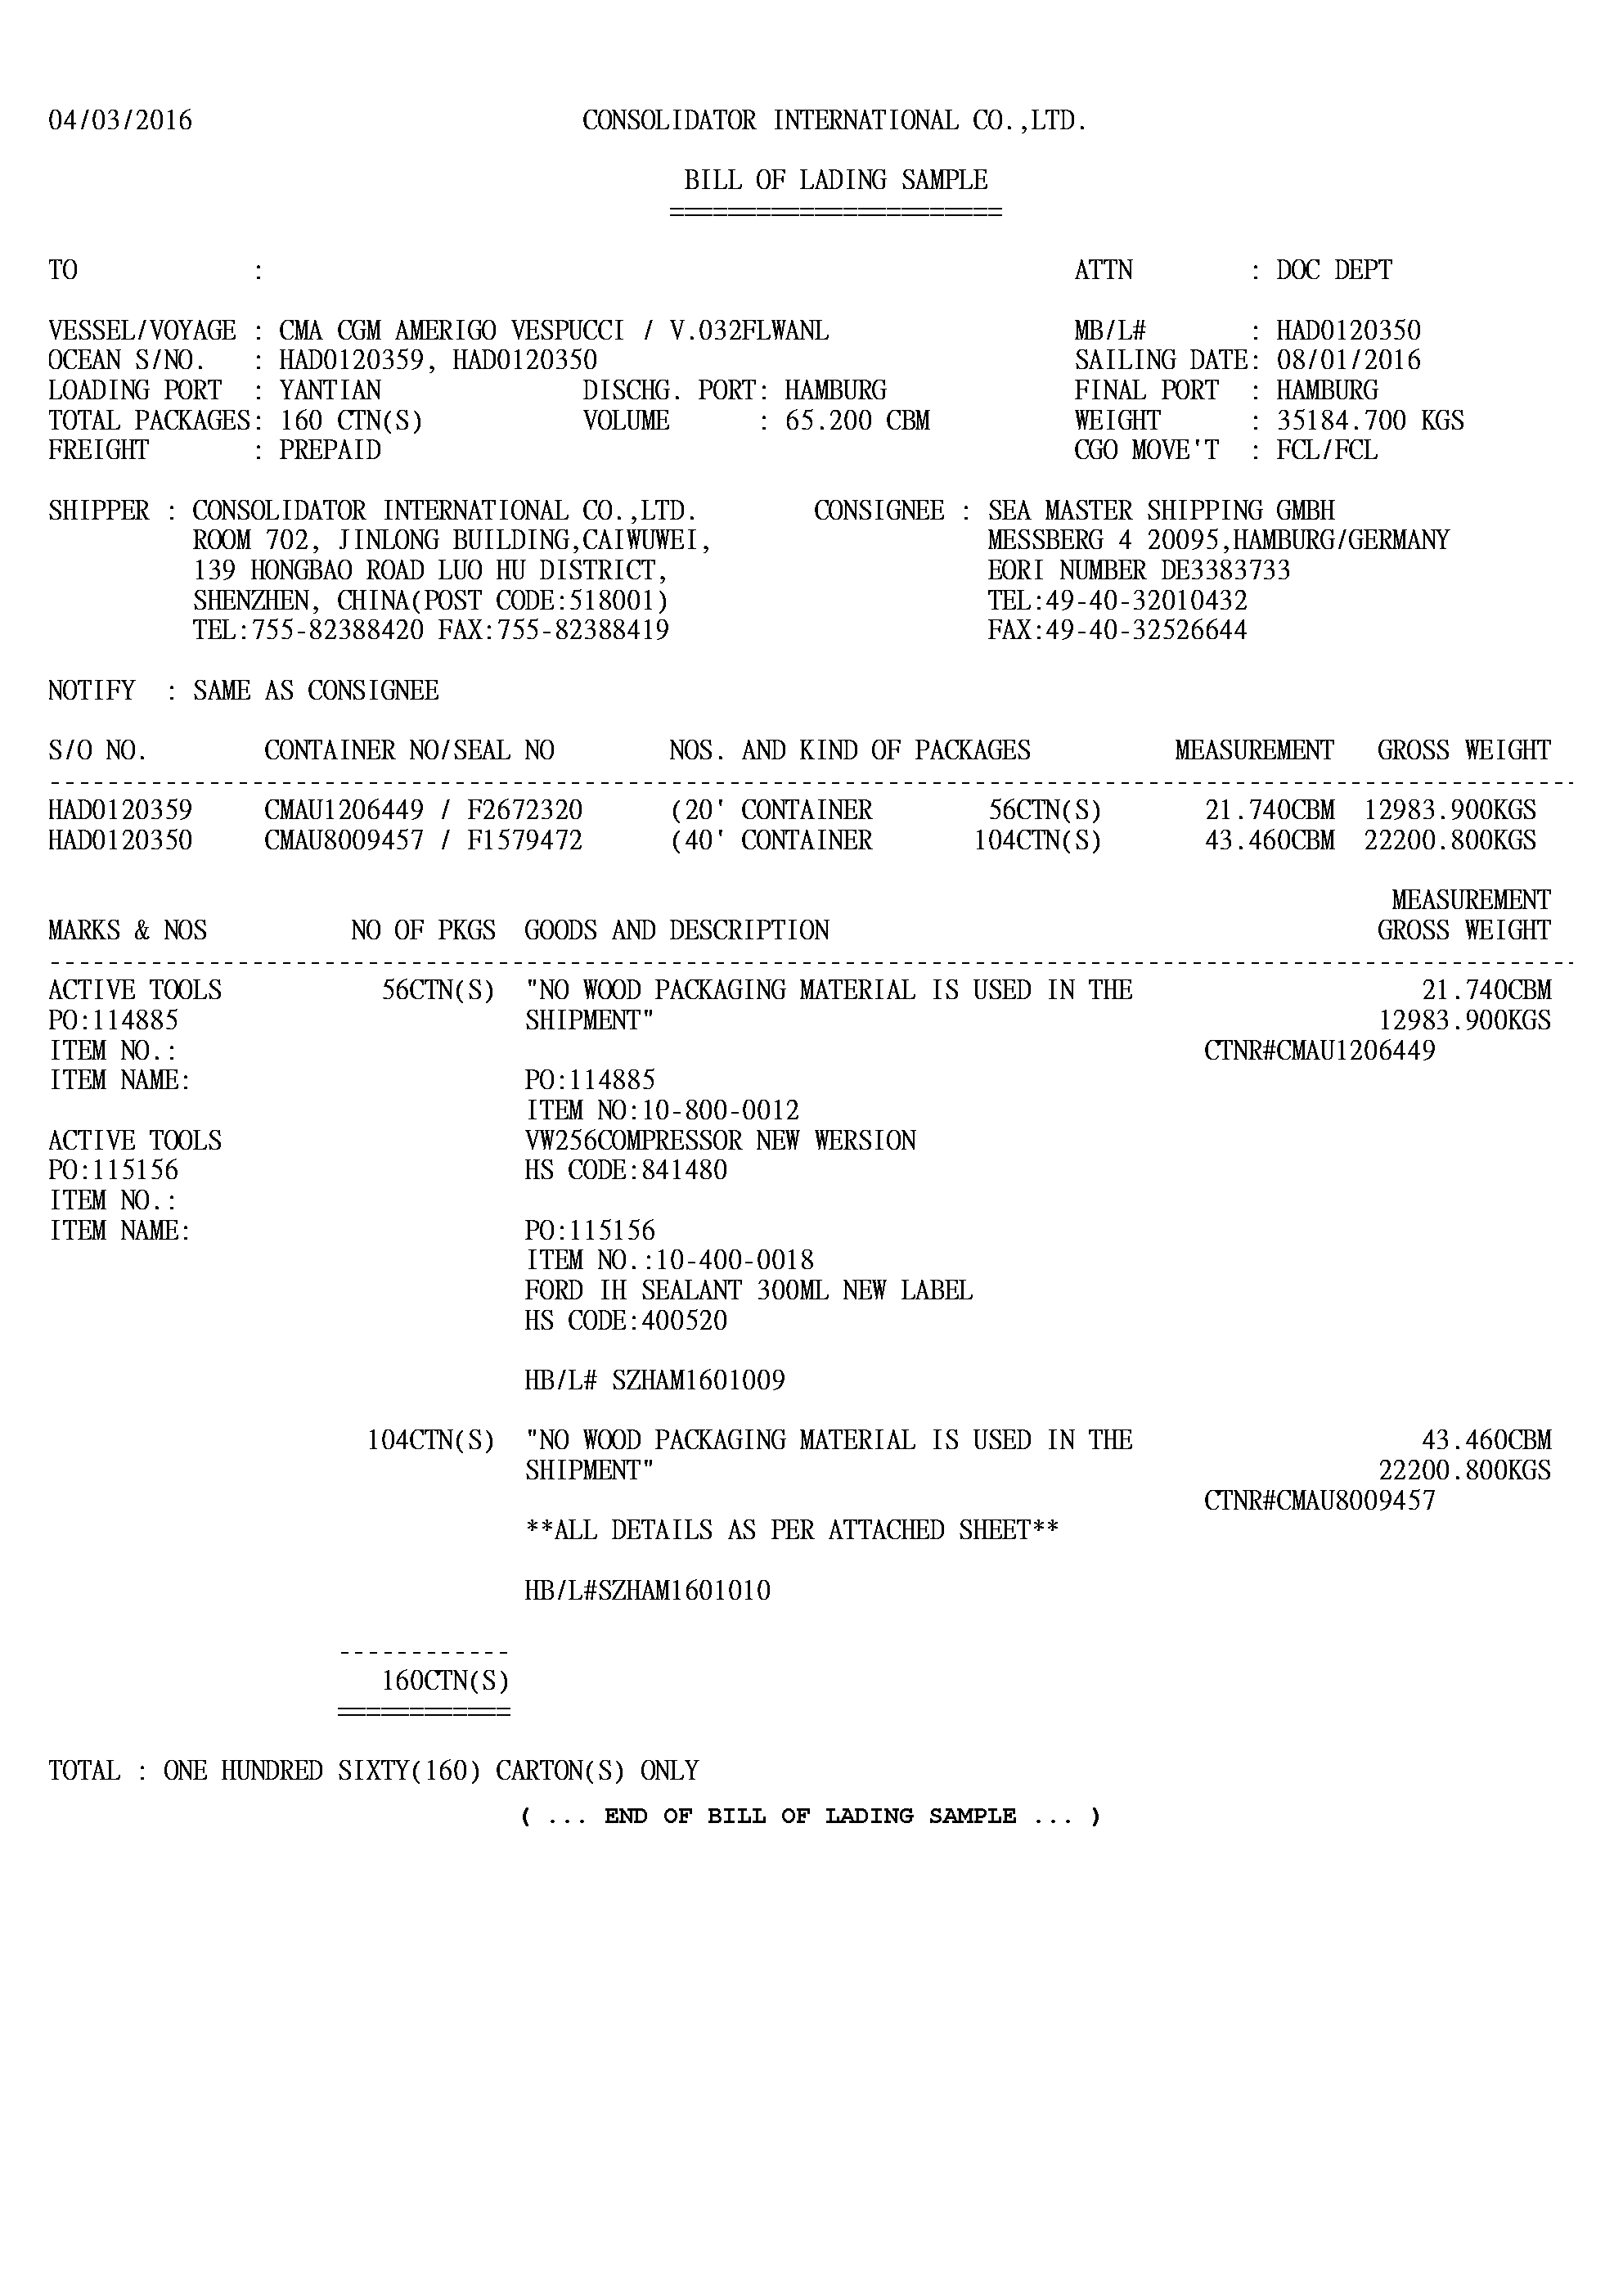 04/03/2016 CONSOLIDATOR INTERNATIONAL CO.,LTD.
BILL OF LADING SAMPLE
=======================
TO : ATTN : DOC DEPT
VESSEL/VOYAGE : CMA CGM AMERIGO VESPUCCI / V.032FLWANL MB/L# : HAD0120350
OCEAN S/NO. : HAD0120359, HAD0120350 SAILING DATE: 08/01/2016
LOADING PORT : YANTIAN DISCHG. PORT: HAMBURG FINAL PORT : HAMBURG
TOTAL PACKAGES: 160 CTN(S) VOLUME : 65.200 CBM WEIGHT : 35184.700 KGS
FREIGHT : PREPAID CGO MOVE'T : FCL/FCL
SHIPPER : CONSOLIDATOR INTERNATIONAL CO.,LTD. CONSIGNEE : SEA MASTER SHIPPING GMBH
ROOM 702, JINLONG BUILDING,CAIWUWEI, MESSBERG 4 20095,HAMBURG/GERMANY
139 HONGBAO ROAD LUO HU DISTRICT, EORI NUMBER DE3383733
SHENZHEN, CHINA(POST CODE:518001) TEL:49-40-32010432
TEL:755-82388420 FAX:755-82388419 FAX:49-40-32526644
NOTIFY : SAME AS CONSIGNEE
S/O NO. CONTAINER NO/SEAL NO NOS. AND KIND OF PACKAGES MEASUREMENT GROSS WEIGHT
----------------------------------------------------------------------------------------------------------
HAD0120359 CMAU1206449 / F2672320 (20' CONTAINER 56CTN(S) 21.740CBM 12983.900KGS
HAD0120350 CMAU8009457 / F1579472 (40' CONTAINER 104CTN(S) 43.460CBM 22200.800KGS
MEASUREMENT
MARKS & NOS NO OF PKGS GOODS AND DESCRIPTION GROSS WEIGHT
----------------------------------------------------------------------------------------------------------
ACTIVE TOOLS 56CTN(S) "NO WOOD PACKAGING MATERIAL IS USED IN THE 21.740CBM
PO:114885 SHIPMENT" 12983.900KGS
ITEM NO.: CTNR#CMAU1206449
ITEM NAME: PO:114885
ITEM NO:10-800-0012
ACTIVE TOOLS VW256COMPRESSOR NEW WERSION
PO:115156 HS CODE:841480
ITEM NO.:
ITEM NAME: PO:115156
ITEM NO.:10-400-0018
FORD IH SEALANT 300ML NEW LABEL
HS CODE:400520
HB/L# SZHAM1601009
104CTN(S) "NO WOOD PACKAGING MATERIAL IS USED IN THE 43.460CBM
SHIPMENT" 22200.800KGS
CTNR#CMAU8009457
**ALL DETAILS AS PER ATTACHED SHEET**
HB/L#SZHAM1601010
------------
160CTN(S)
============
TOTAL : ONE HUNDRED SIXTY(160) CARTON(S) ONLY
( ... END OF BILL OF LADING SAMPLE ... )